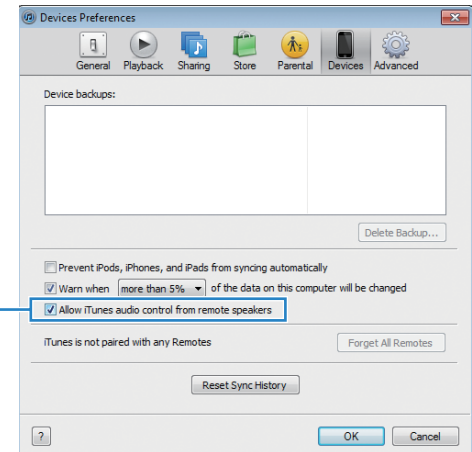 Devices Preferences
General Playback Sharing Store Parental Devices Advanced
Device backups:
Delete Backup...
Prevent iPods, iPhones, and iPads from syncing automatically
Warn when more than 5% of the data on this computer will be changed
Allow iTunes audio control from remote speakers
iTunes is not paired with any Remotes Forget All Remotes
Reset Sync History
? OK Cancel